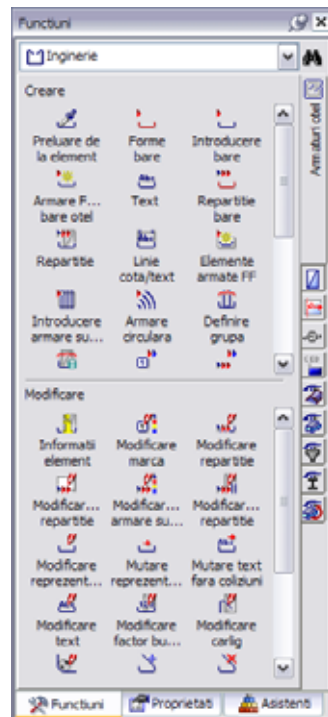 Functiuni
Inginerie
Creare
Armaturi otel
Preluare de la element
Forme bare
Introducere bare
Armare F... bare otel
Text
Repartitie bare
Repartitie
Linie cota/text
Elemente armate FF
Introducere armare su...
Armare circulara
Definire grupa
Modificare
Informatii element
Modificare marca
Modificare repartitie
Modificar... repartitie
Modificar... armare su...
Modificar... repartitie
Modificare reprezent...
Mutare reprezent...
Mutare text fara coliziuni
Modificare text
Modificare factor bu...
Modificare carlig
Functiuni
Proprietati
Asistenti